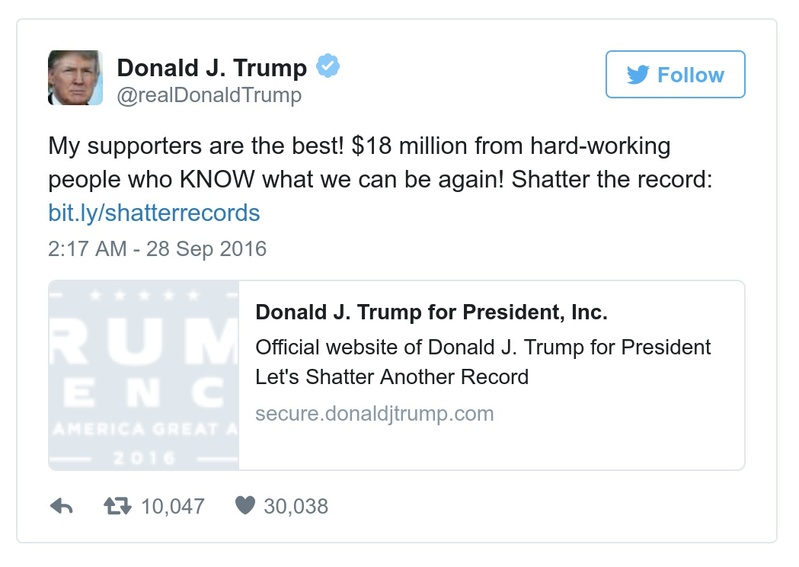 Donald J. Trump
@realDonaldTrump
Follow
My supporters are the best! $18 million from hard-working
people who KNOW what we can be again! Shatter the record:
bit.ly/shatterrecords
2:17 AM - 28 Sep 2016
RUM
ENC
AMERICA GREAT A
2016
Donald J. Trump for President, Inc.
Official website of Donald J. Trump for President
Let's Shatter Another Record
secure.donaldjtrump.com
10,047 30,038